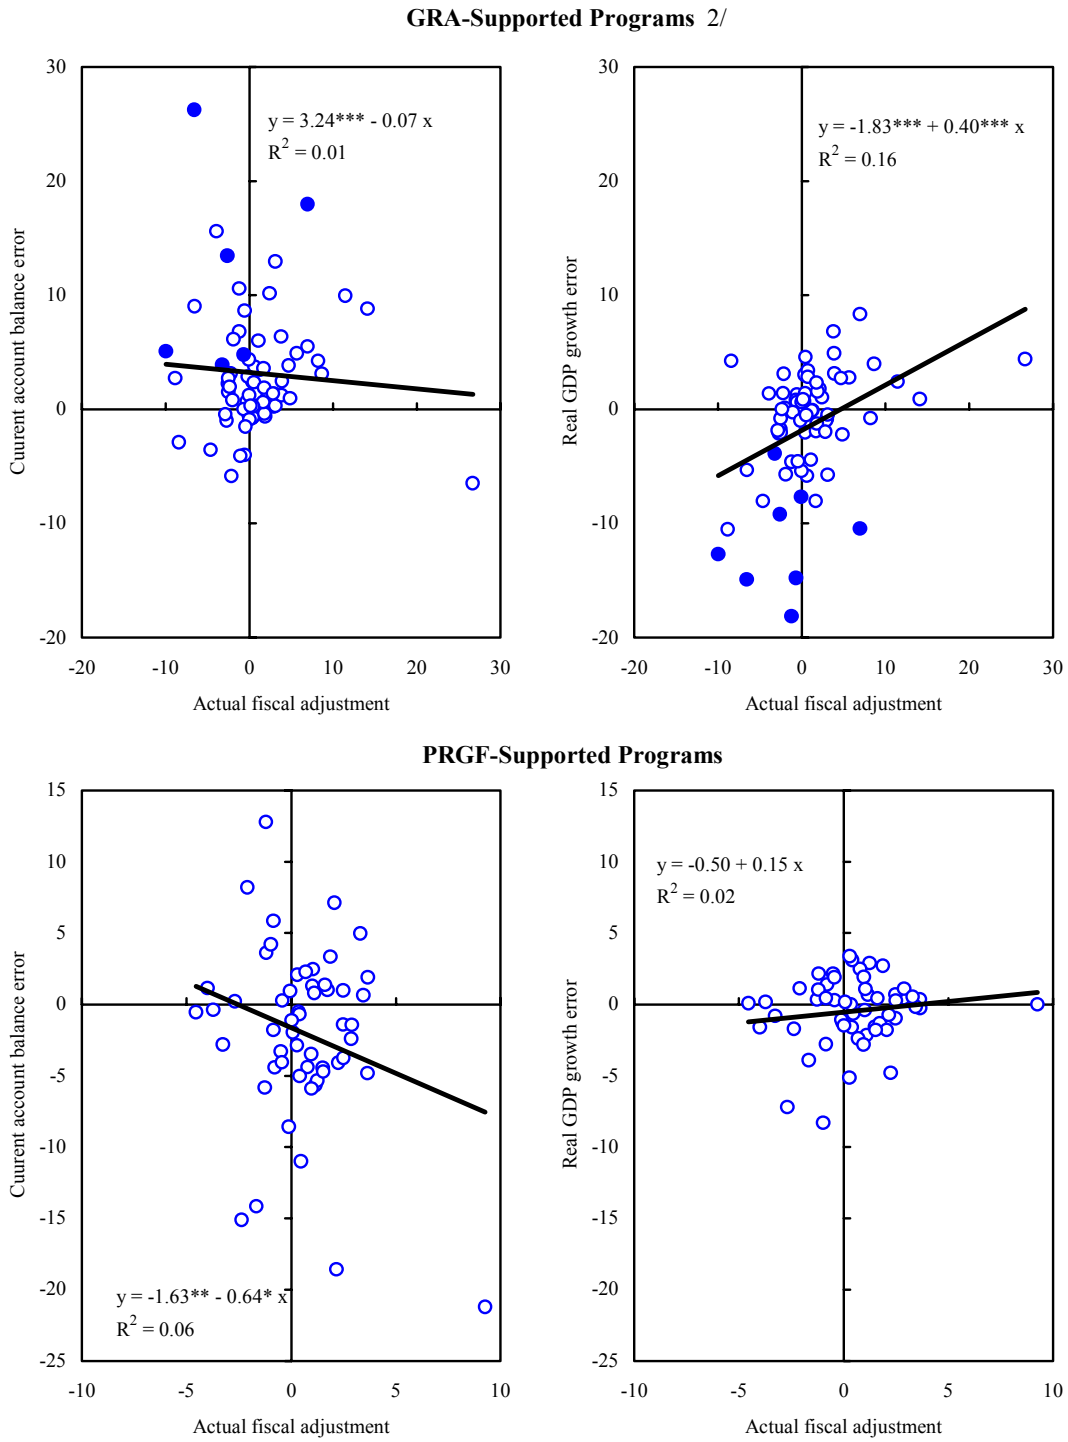 GRA-Supported Programs 2/
Cuurent account balance error
30
20
10
0
-10
-20
y = 3.24*** - 0.07 x
R2 = 0.01
-10 0 10 20 30
Actual fiscal adjustment
Real GDP growth error
30
20
10
0
-10
-20
y = -1.83*** + 0.40*** x
R2 = 0.16
-20 -10 0 10 20 30
Actual fiscal adjustment
PRGF-Supported Programs
Cuurent account balance error
15
10
5
0
-5
-10
-15
-20
-25
y = -1.63** - 0.64* x
R2 = 0.06
-10 -5 0 5 10
Actual fiscal adjustment
Real GDP growth error
15
10
5
0
-5
-10
-15
-20
-25
y = -0.50 + 0.15 x
R2 = 0.02
-10 -5 0 5 10
Actual fiscal adjustment